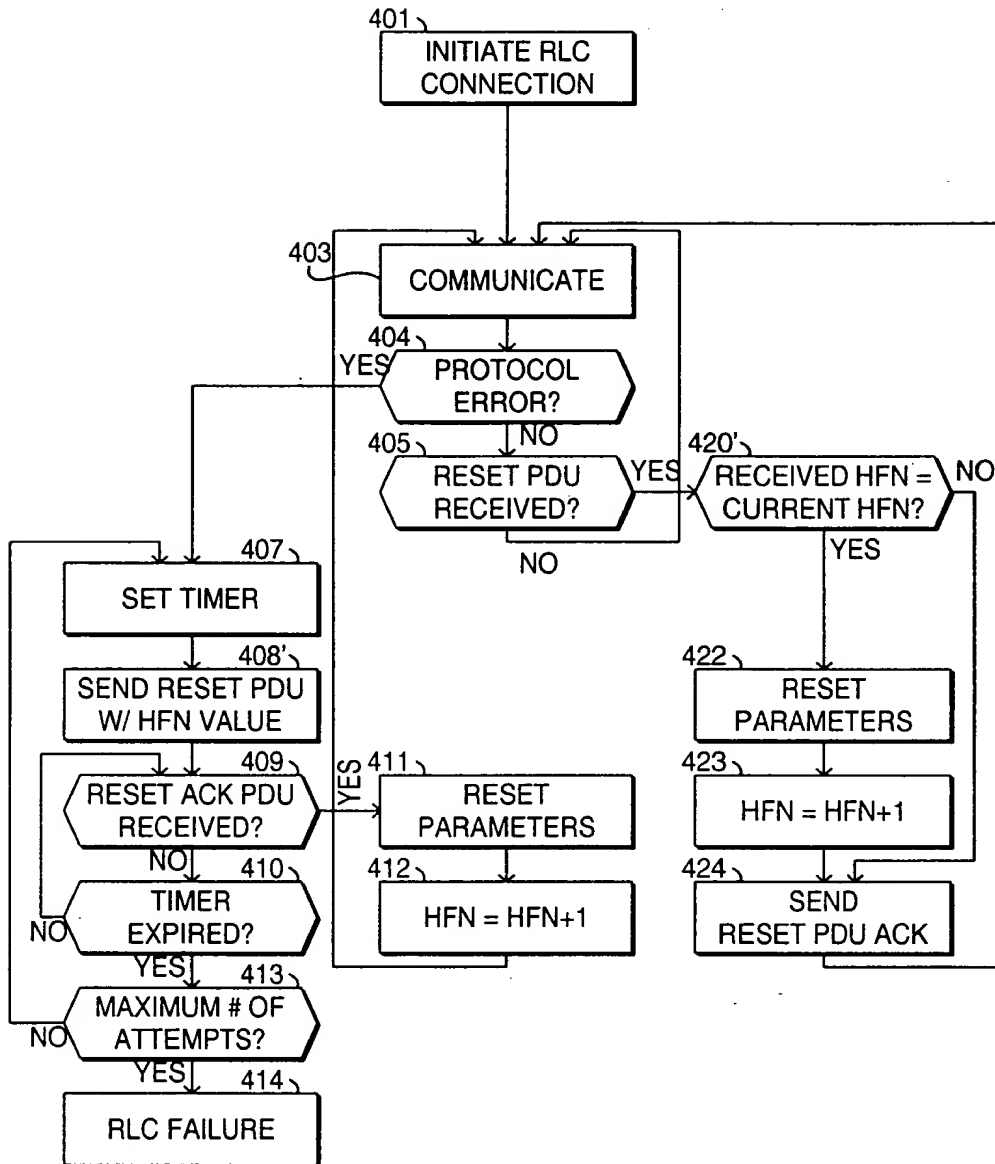 401
INITIATE RLC
CONNECTION
403
COMMUNICATE
404
YES
PROTOCOL
ERROR?
NO
405
RESET PDU
RECEIVED?
YES
NO
420'
RECEIVED HFN =
CURRENT HFN?
NO
YES
407
SET TIMER
408'
SEND RESET PDU
W/ HFN VALUE
409
RESET ACK PDU
RECEIVED?
YES
NO
410
TIMER
EXPIRED?
NO
YES
413
MAXIMUM # OF
ATTEMPTS?
NO
YES
414
RLC FAILURE
411
RESET
PARAMETERS
412
HFN = HFN+1
422
RESET
PARAMETERS
423
HFN = HFN+1
424
SEND
RESET PDU ACK